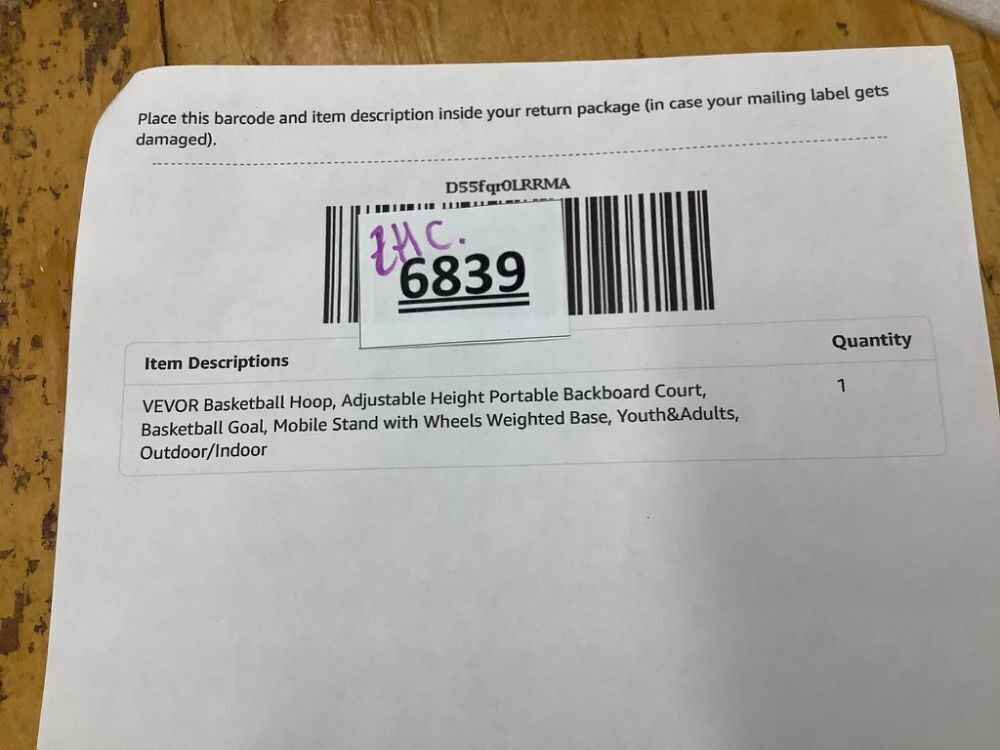 Place this barcode and item description inside your return package (in case your mailing label gets
damaged).
D55fqr0LRRMA
6839
Item Descriptions
Quantity
VEVOR Basketball Hoop, Adjustable Height Portable Backboard Court,
Basketball Goal, Mobile Stand with Wheels Weighted Base, Youth&Adults,
Outdoor/Indoor
1